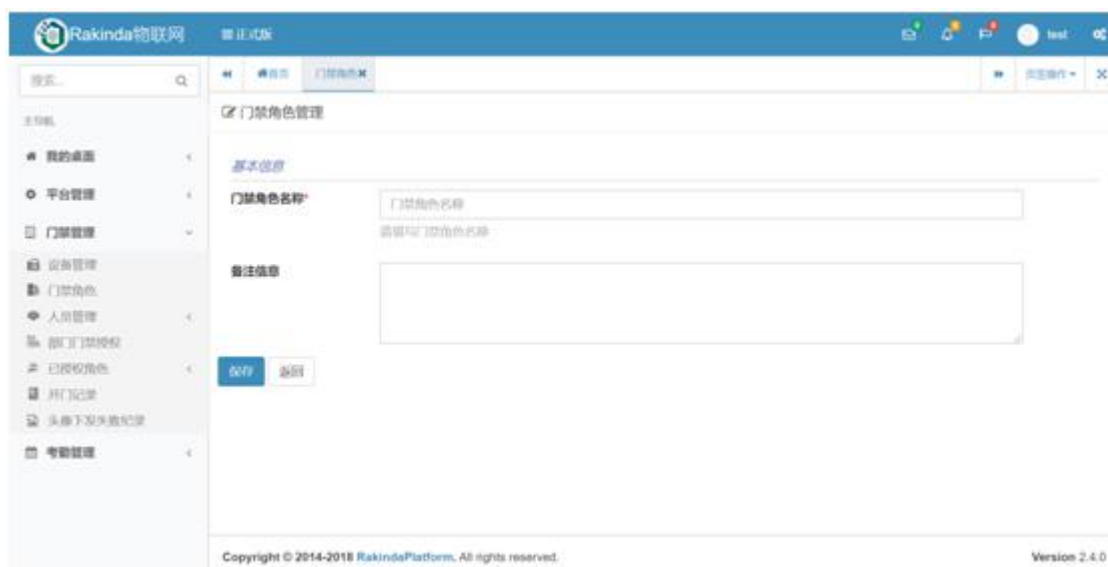 Rakinda物联网
正式版
test
搜索...
首页
门禁角色
页签操作
主导航
门禁角色管理
我的桌面
基本信息
平台管理
门禁角色名称*
门禁角色名称
门禁管理
请填写门禁角色名称
设备管理
备注信息
门禁角色
人员管理
部门门禁授权
已授权角色
保存
返回
开门记录
头像下发失败纪录
考勤管理
Copyright © 2014-2018 RakindaPlatform. All rights reserved.
Version 2.4.0